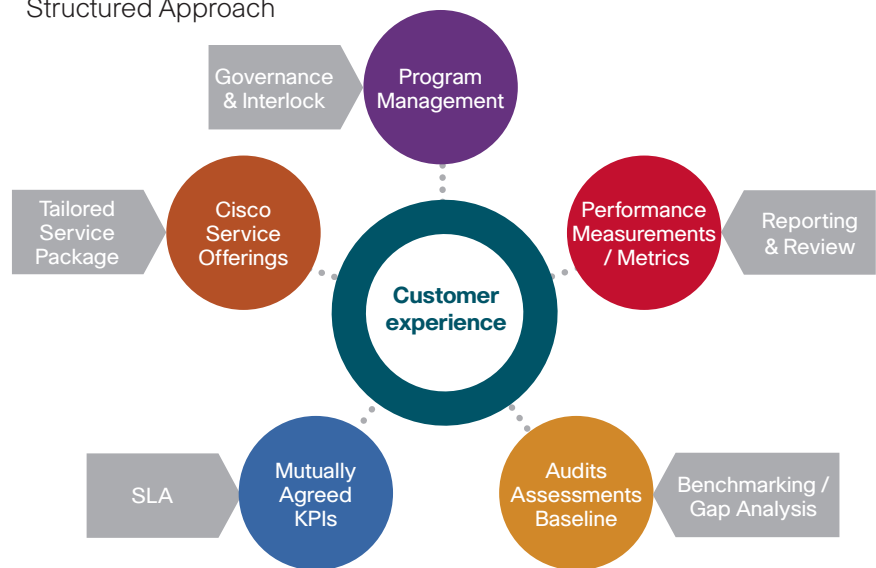 Structured Approach
Governance
& Interlock
Program
Management
Tailored
Service
Package
Cisco
Service
Offerings
Performance
Measurements
/ Metrics
Reporting
& Review
Customer
experience
SLA
Mutually
Agreed
KPIs
Audits
Assessments
Baseline
Benchmarking /
Gap Analysis